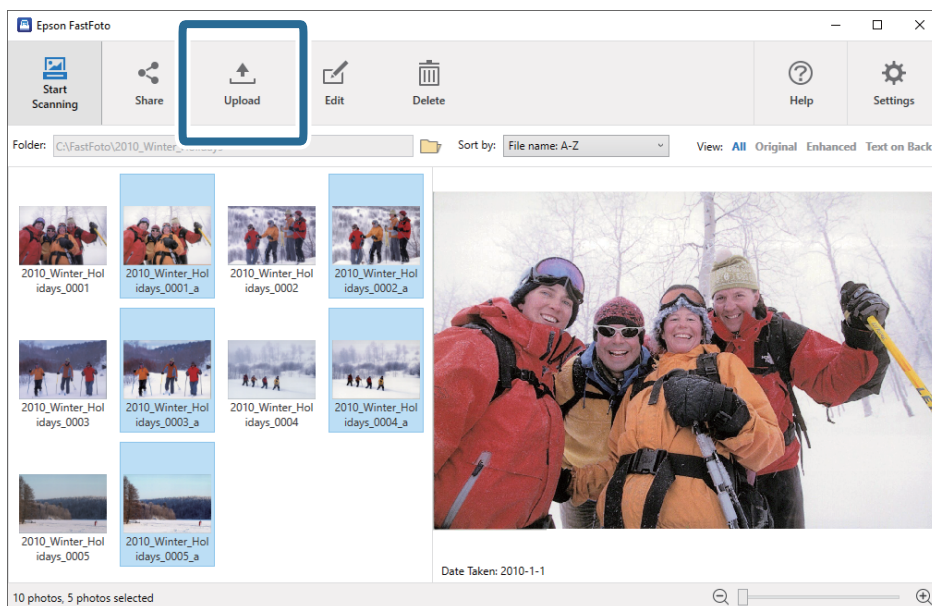 Epson FastFoto
Start
Scanning
Share
Upload
Edit
Delete
Help
Settings
Folder:
C:\FastFoto\2010_Winter_Holidays
Sort by:
File name: A-Z
View: All Original Enhanced Text on Back
2010_Winter_Hol
idays_0001
2010_Winter_Hol
idays_0001_a
2010_Winter_Hol
idays_0002
2010_Winter_Hol
idays_0002_a
2010_Winter_Hol
idays_0003
2010_Winter_Hol
idays_0003_a
2010_Winter_Hol
idays_0004
2010_Winter_Hol
idays_0004_a
2010_Winter_Hol
idays_0005
2010_Winter_Hol
idays_0005_a
Date Taken: 2010-1-1
10 photos, 5 photos selected